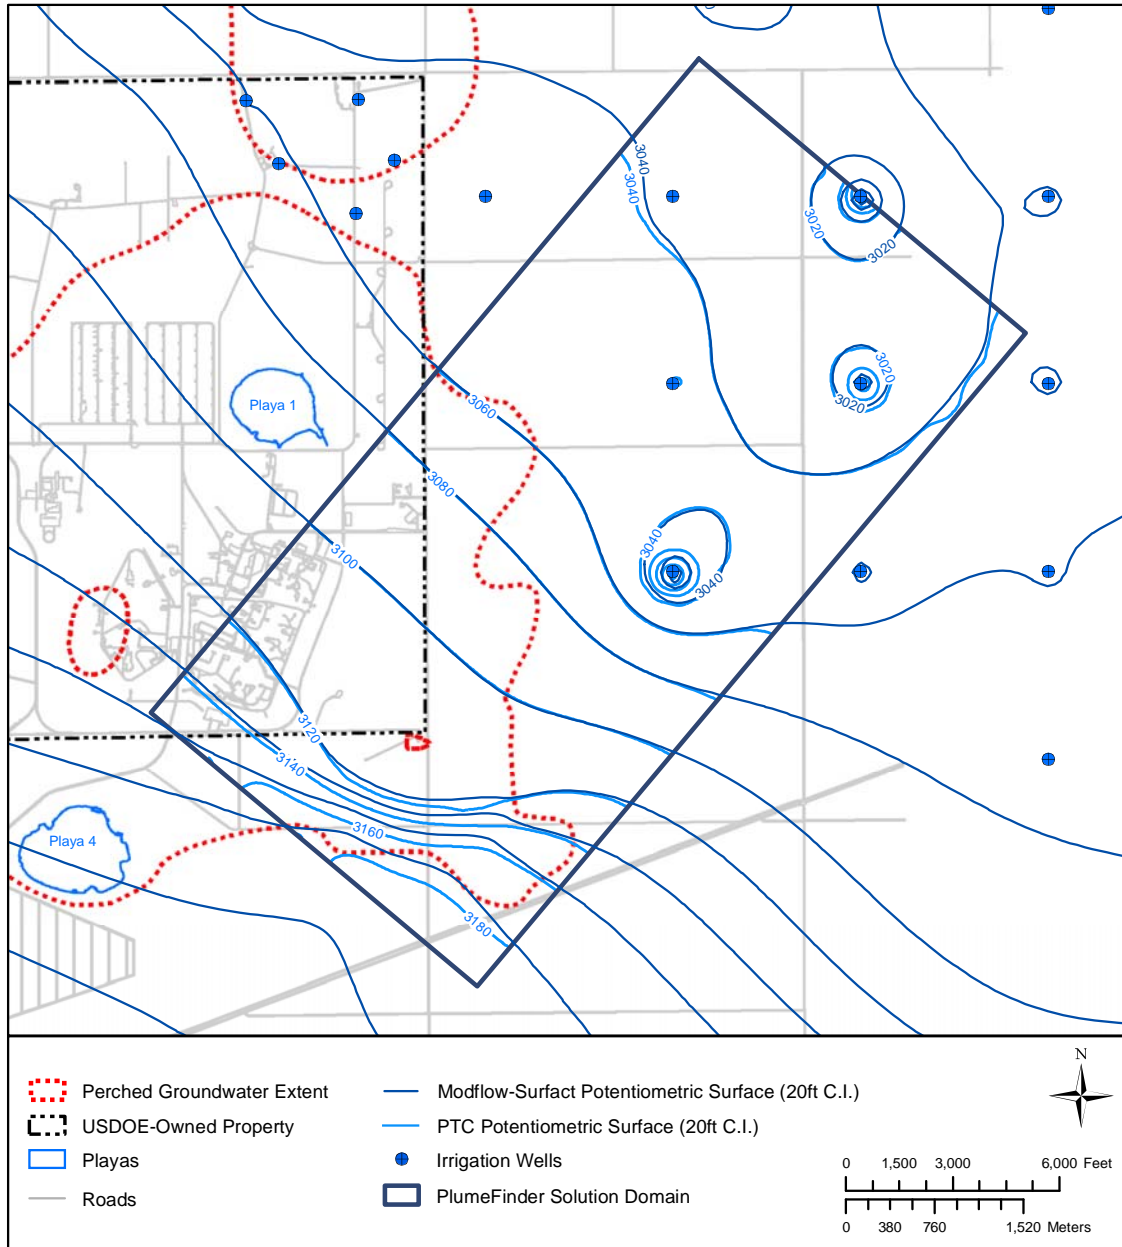 3040
3040
3020
3020
3020
3020
Playa 1
3060
3080
3040
3040
3100
3120
3140
3160
Playa 4
3180
N
Perched Groundwater Extent
USDOE-Owned Property
Playas
Roads
Modflow-Surfact Potentiometric Surface (20ft C.I.)
PTC Potentiometric Surface (20ft C.I.)
Irrigation Wells
PlumeFinder Solution Domain
0 1,500 3,000 6,000 Feet
0 380 760 1,520 Meters